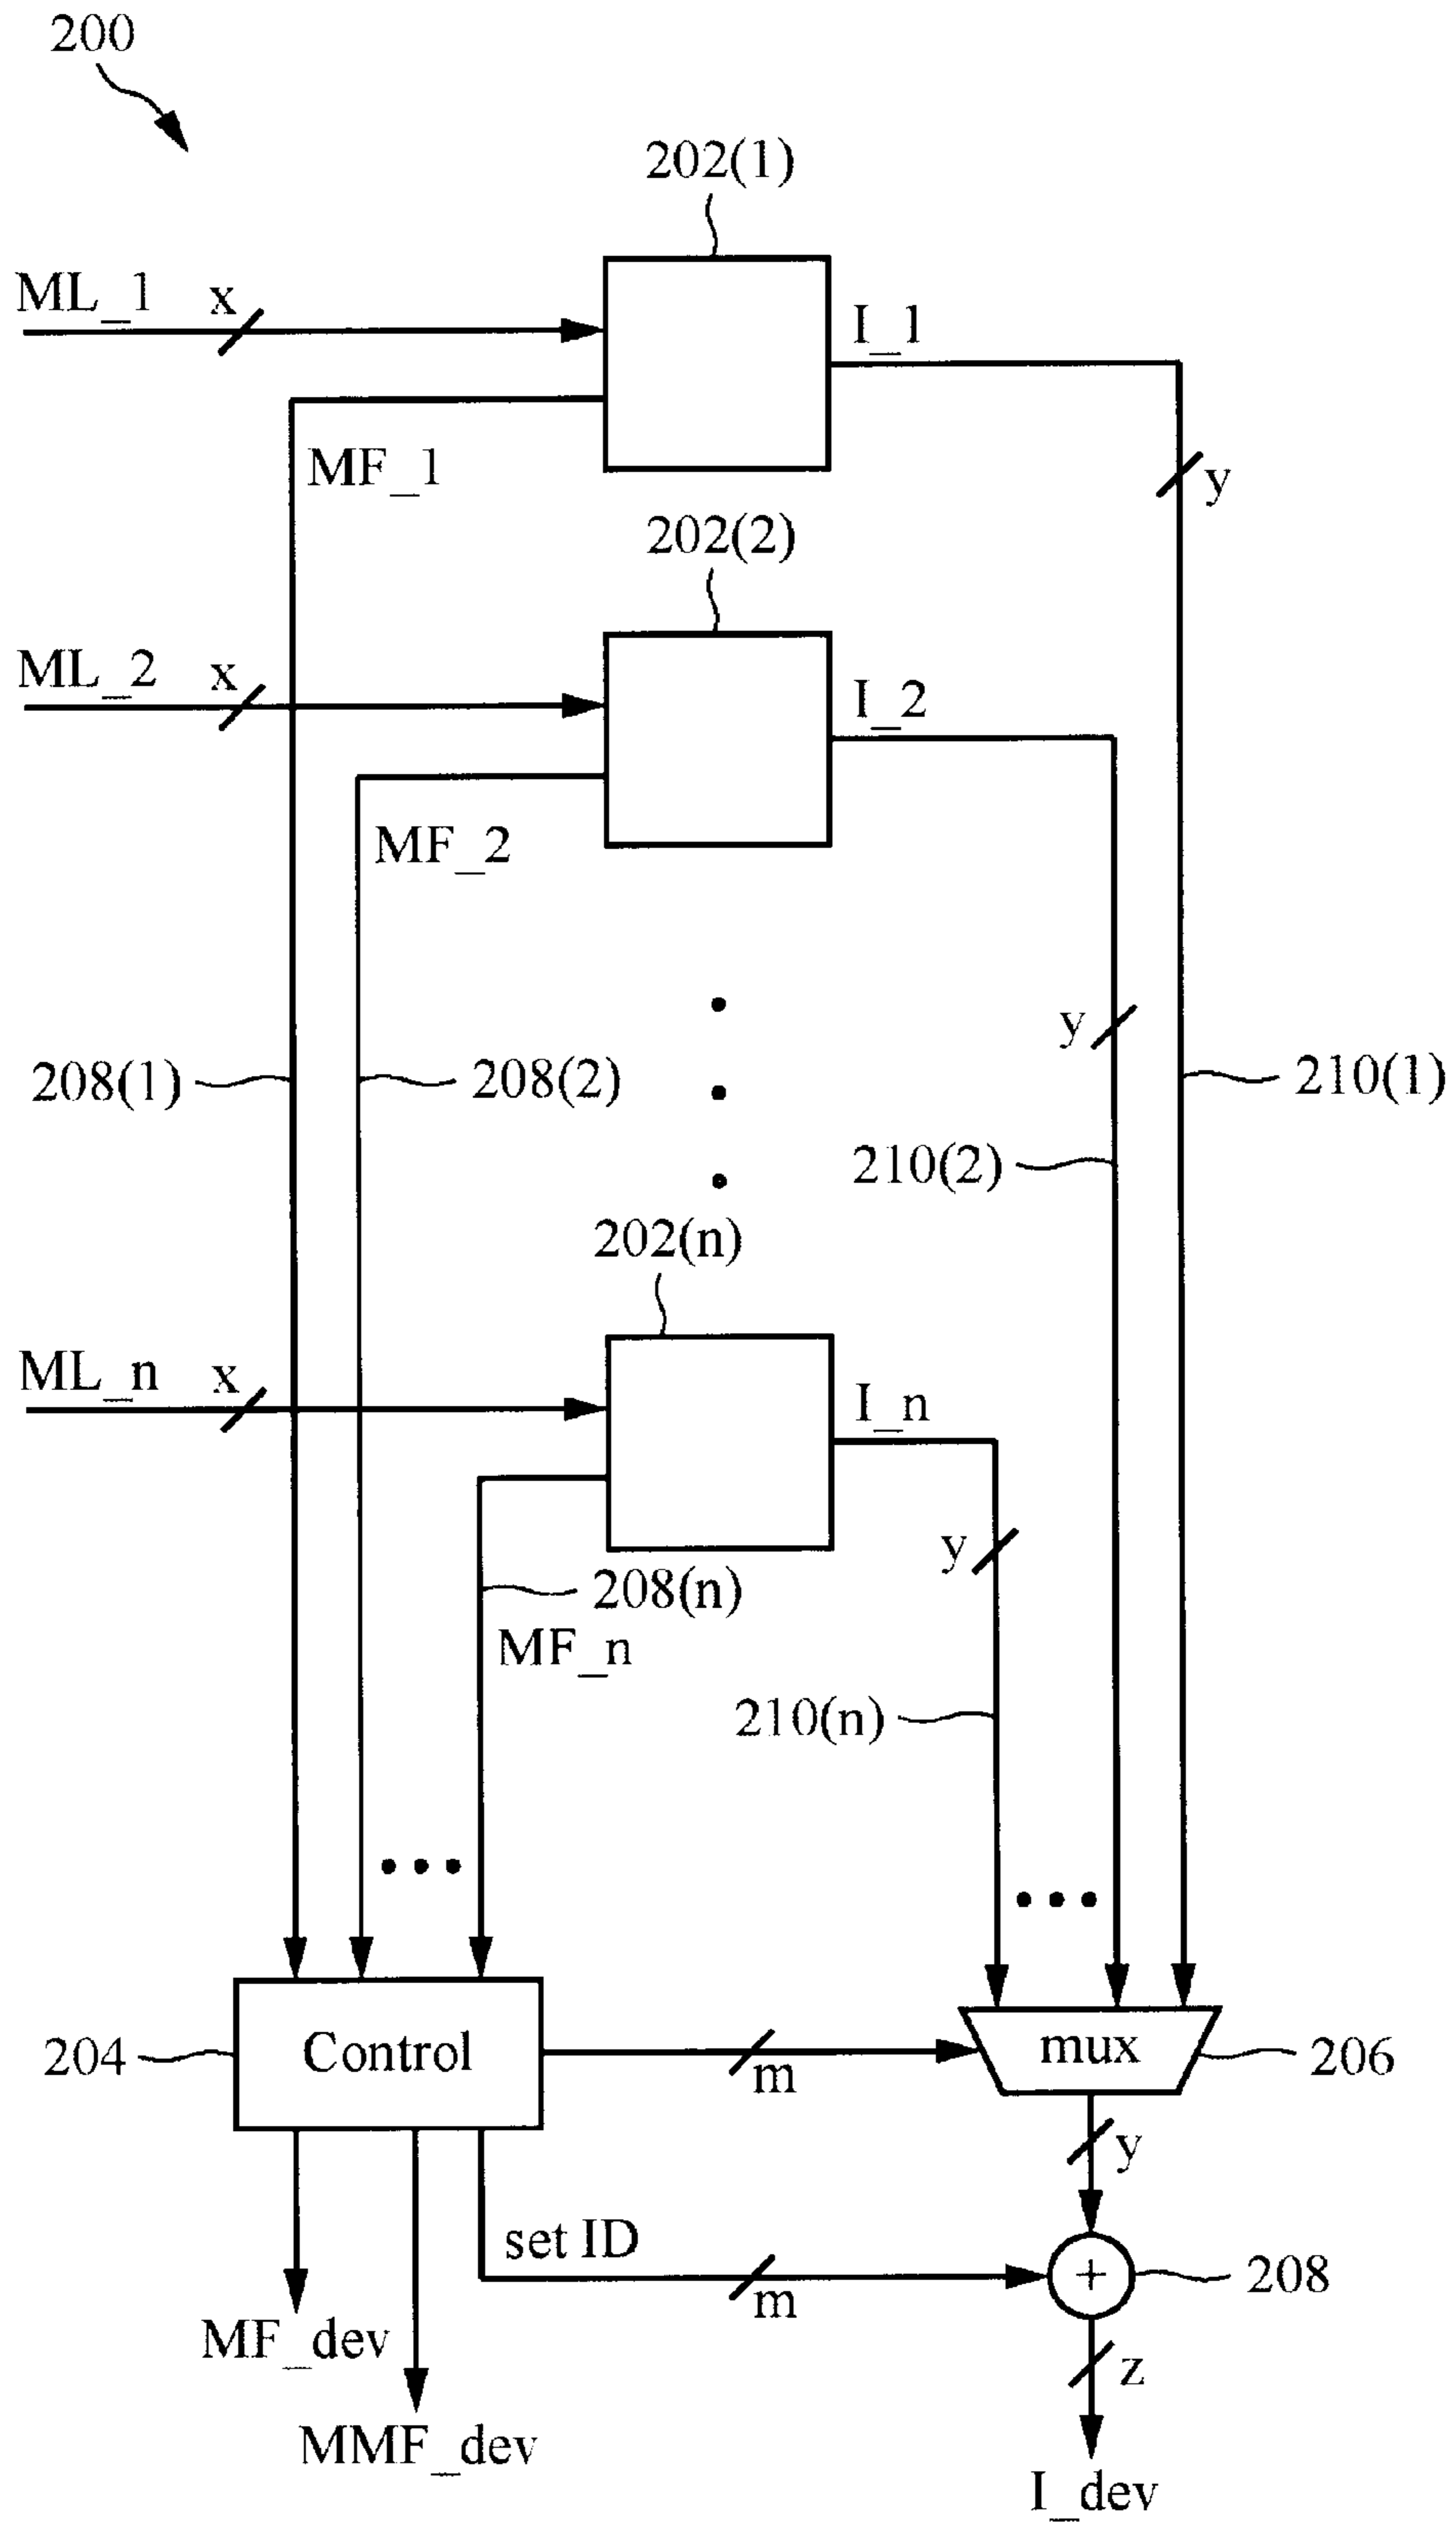 200
202(1)
ML_1 x
I_1
MF_1
y
202(2)
ML_2 x
I_2
MF_2
y
208(1)
208(2)
210(1)
210(2)
202(n)
ML_n x
I_n
y
208(n)
MF_n
210(n)
204
Control
m
mux
206
y
set ID
m
+
208
MF_dev
z
MMF_dev
I_dev